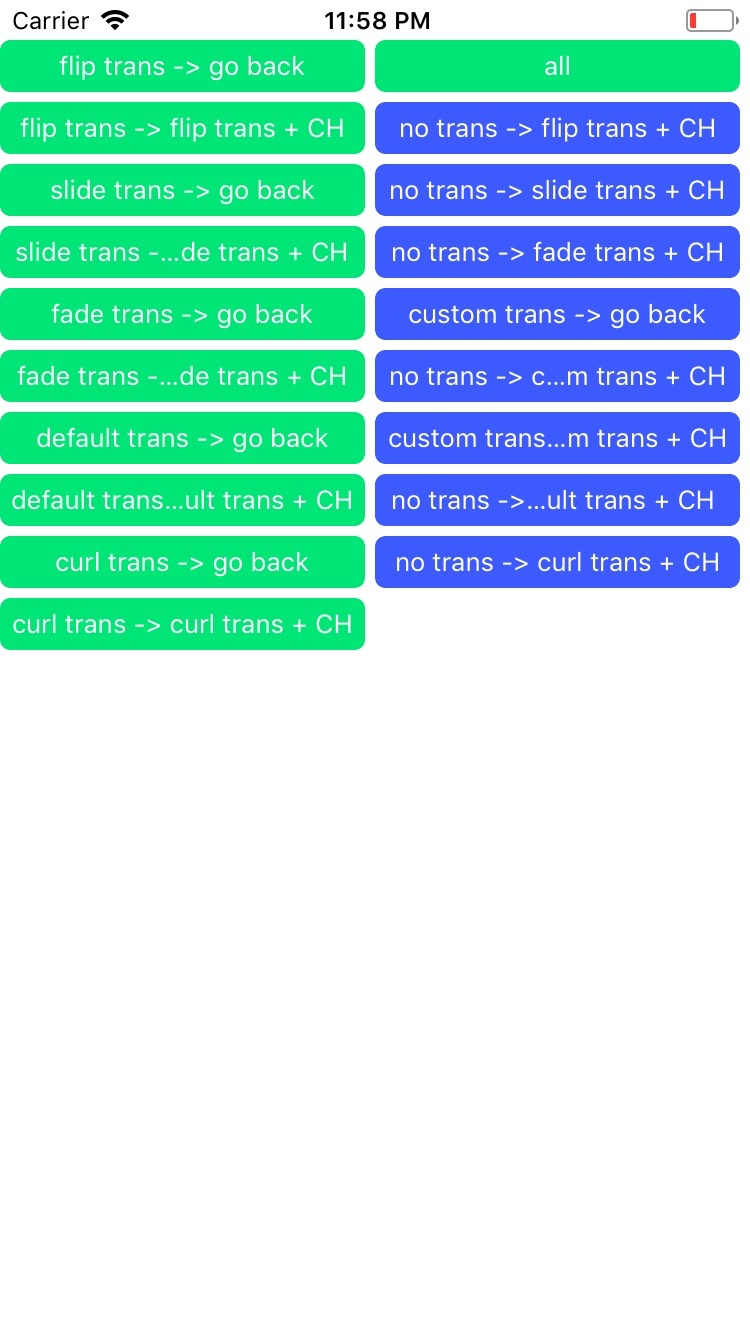 Carrier 11:58 PM
flip trans -> go back
flip trans -> flip trans + CH
slide trans -> go back
slide trans -...de trans + CH
fade trans -> go back
fade trans -...de trans + CH
default trans -> go back
default trans...ult trans + CH
curl trans -> go back
curl trans -> curl trans + CH
all
no trans -> flip trans + CH
no trans -> slide trans + CH
no trans -> fade trans + CH
custom trans -> go back
no trans -> c...m trans + CH
custom trans...m trans + CH
no trans ->...ult trans + CH
no trans -> curl trans + CH